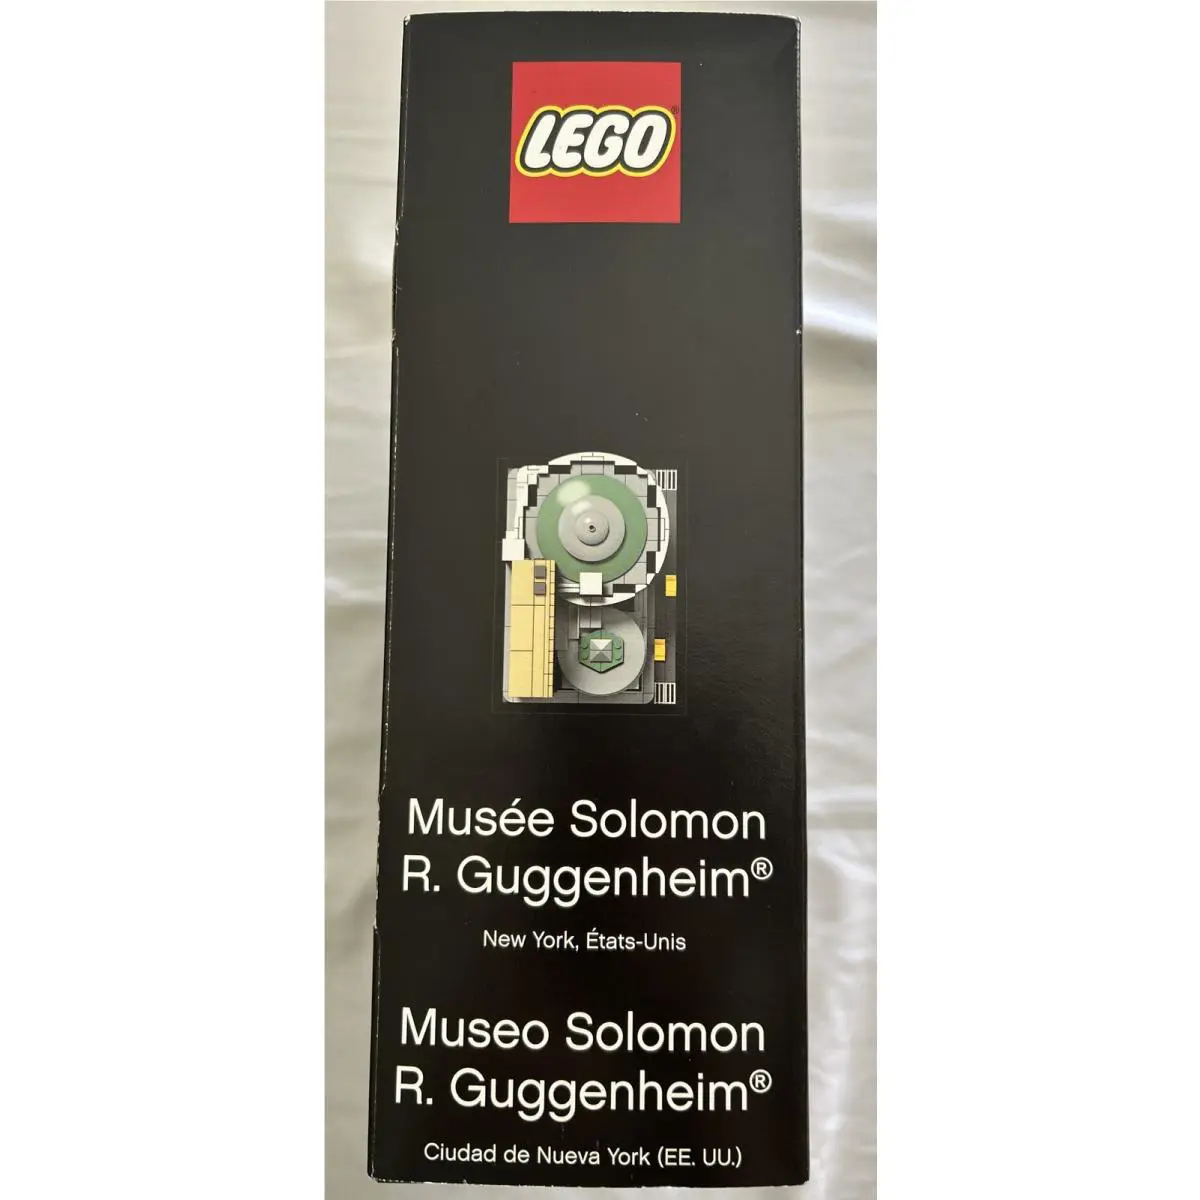 LEGO®
Musée Solomon
R. Guggenheim®
New York, États-Unis
Museo Solomon
R. Guggenheim®
Ciudad de Nueva York (EE. UU.)